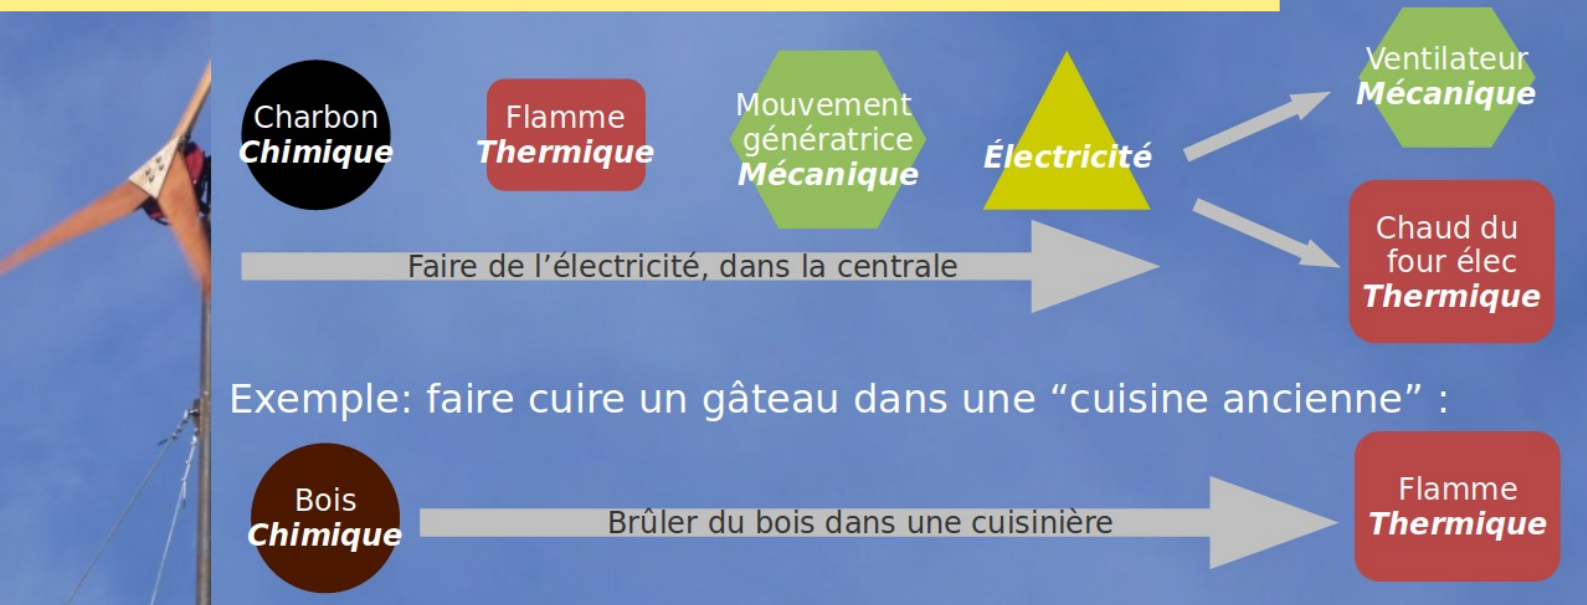 Charbon
Chimique
Flamme
Thermique
Mouvement
génératrice
Mécanique
Électricité
Ventilateur
Mécanique
Chaud du
four élec
Thermique
Faire de l’électricité, dans la centrale
Exemple: faire cuire un gâteau dans une “cuisine ancienne” :
Bois
Chimique
Brûler du bois dans une cuisinière
Flamme
Thermique